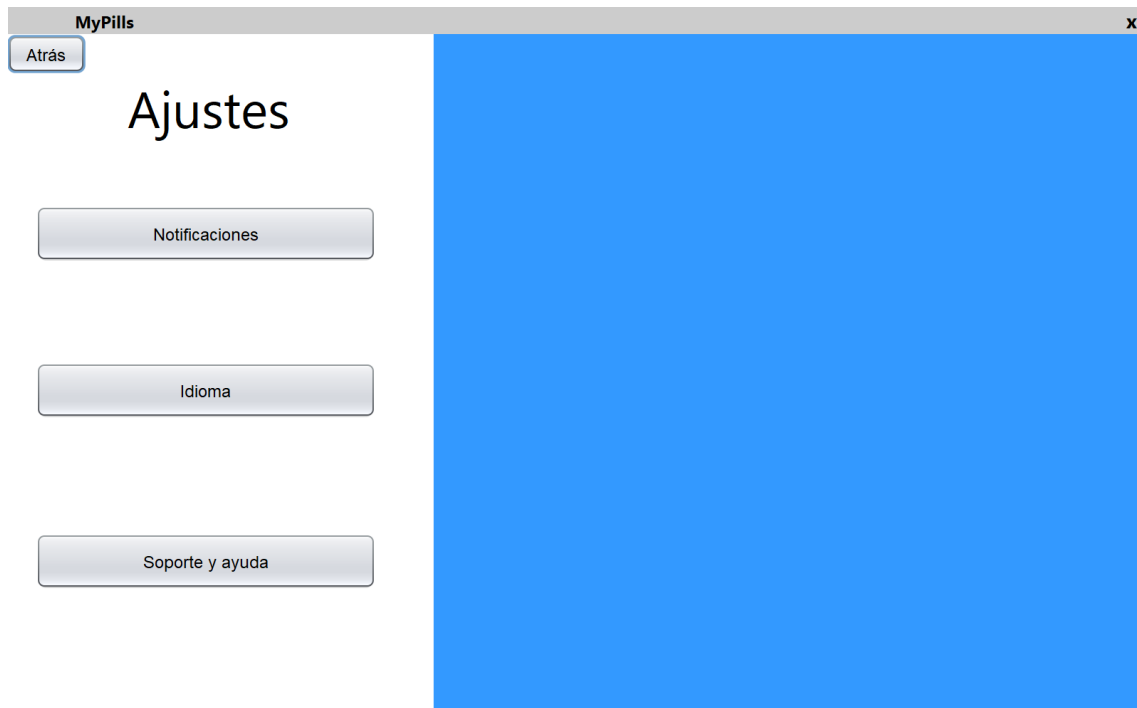 MyPills x
Atrás
Ajustes
Notificaciones
Idioma
Soporte y ayuda